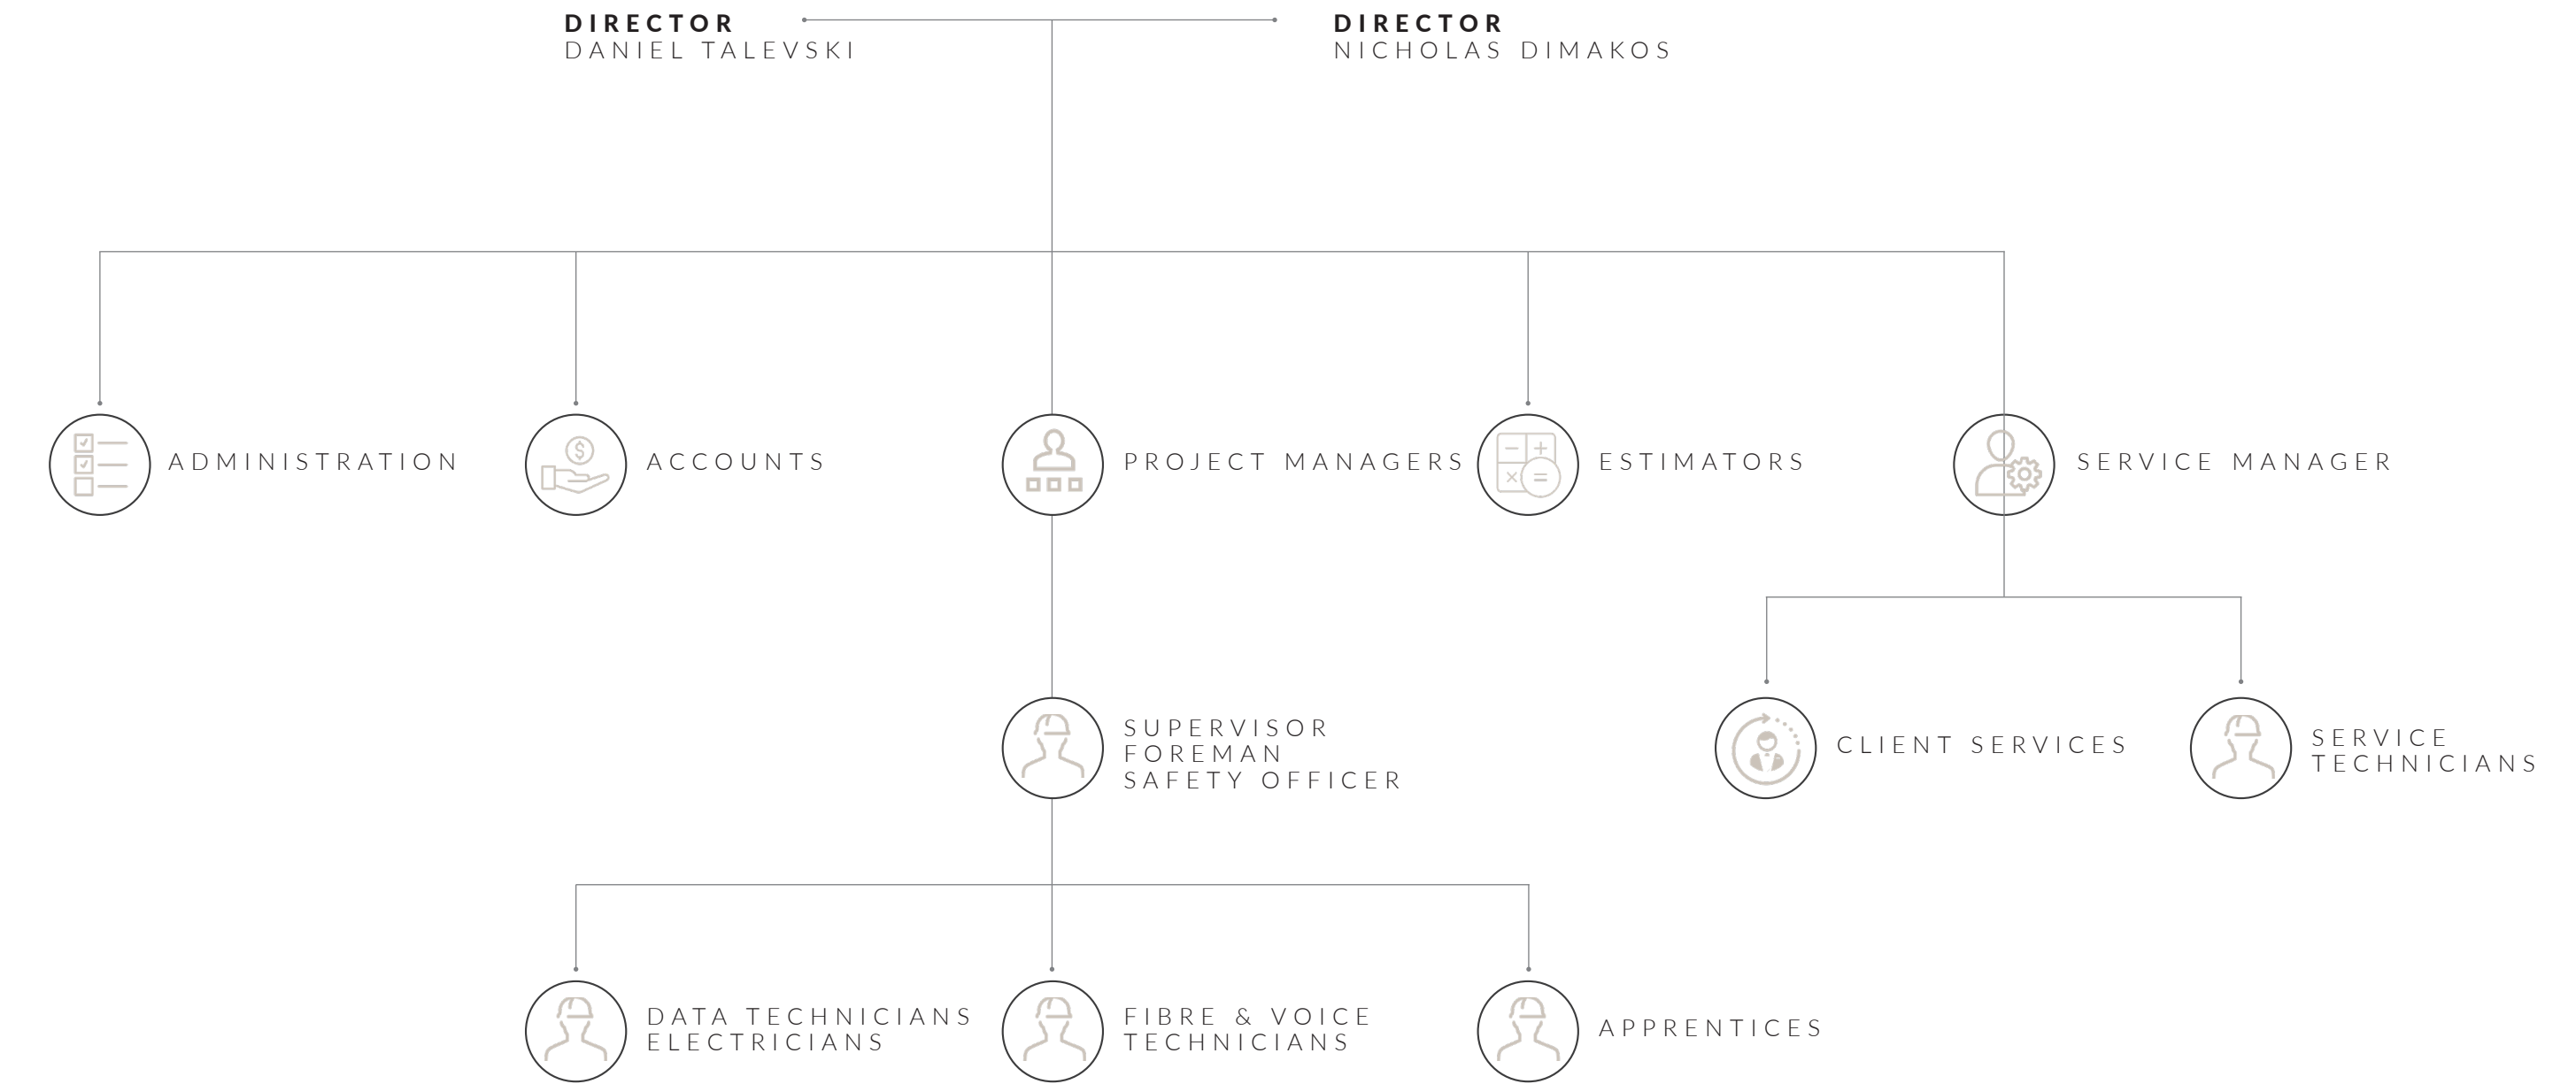 DIRECTOR
DANIEL TALEVSKI
DIRECTOR
NICHOLAS DIMAKOS
ADMINISTRATION
ACCOUNTS
PROJECT MANAGERS
ESTIMATORS
SERVICE MANAGER
SUPERVISOR
FOREMAN
SAFETY OFFICER
CLIENT SERVICES
SERVICE
TECHNICIANS
DATA TECHNICIANS
ELECTRICIANS
FIBRE & VOICE
TECHNICIANS
APPRENTICES